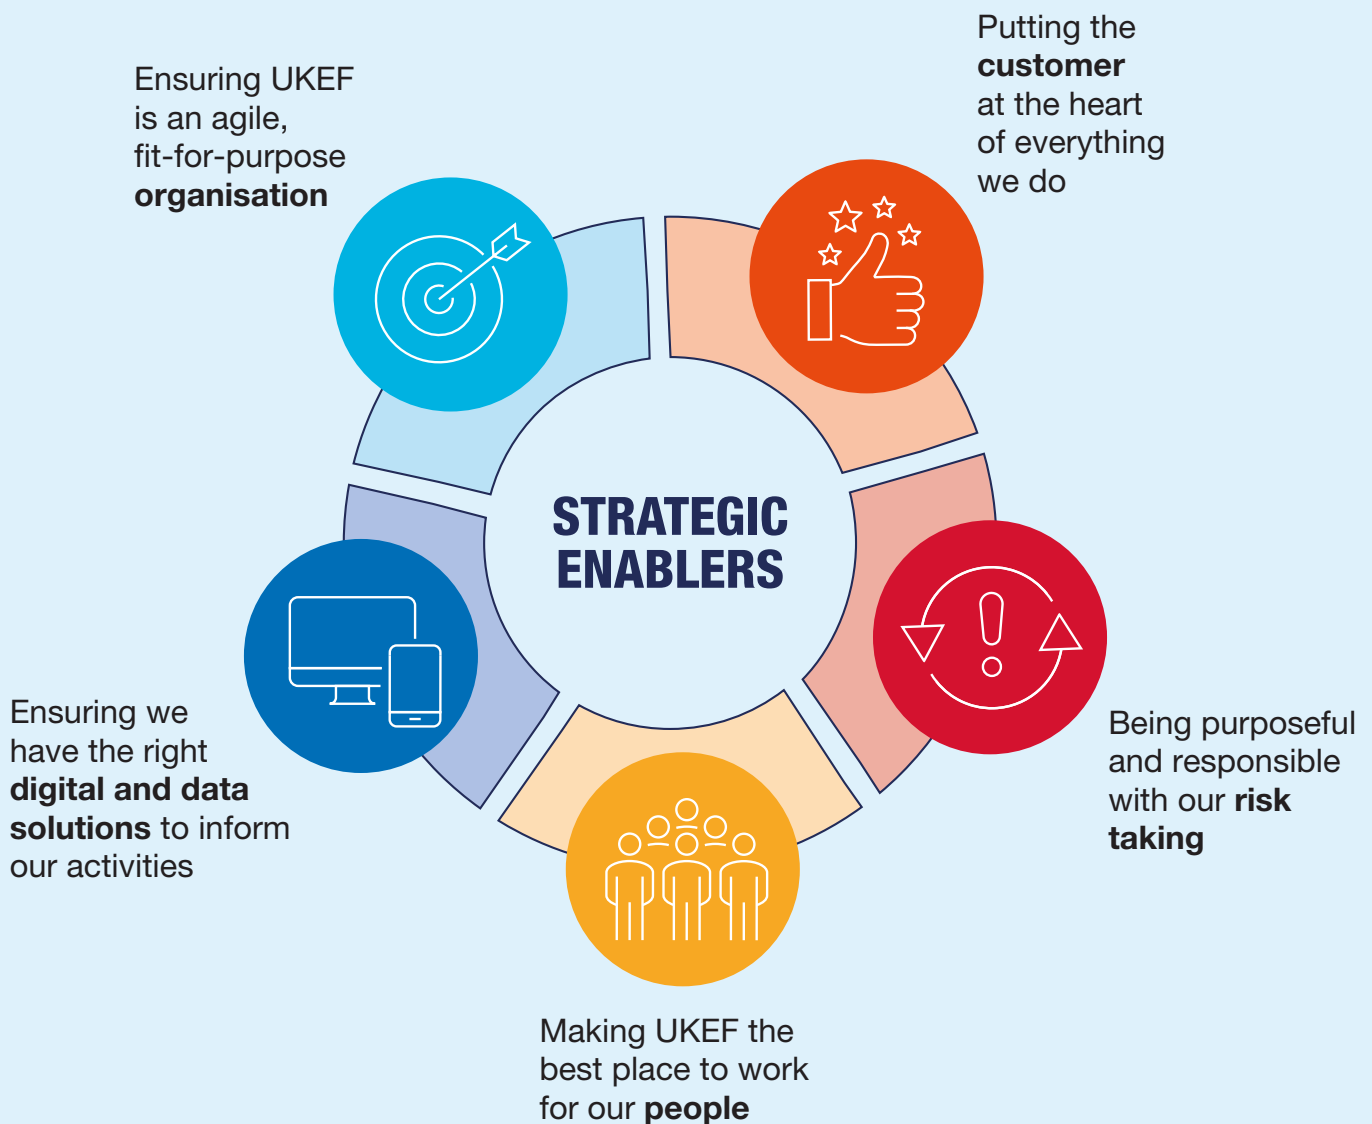 Ensuring UKEF
is an agile,
fit-for-purpose
organisation
Putting the
customer
at the heart
of everything
we do
STRATEGIC
ENABLERS
Ensuring we
have the right
digital and data
solutions to inform
our activities
Being purposeful
and responsible
with our risk
taking
Making UKEF the
best place to work
for our people